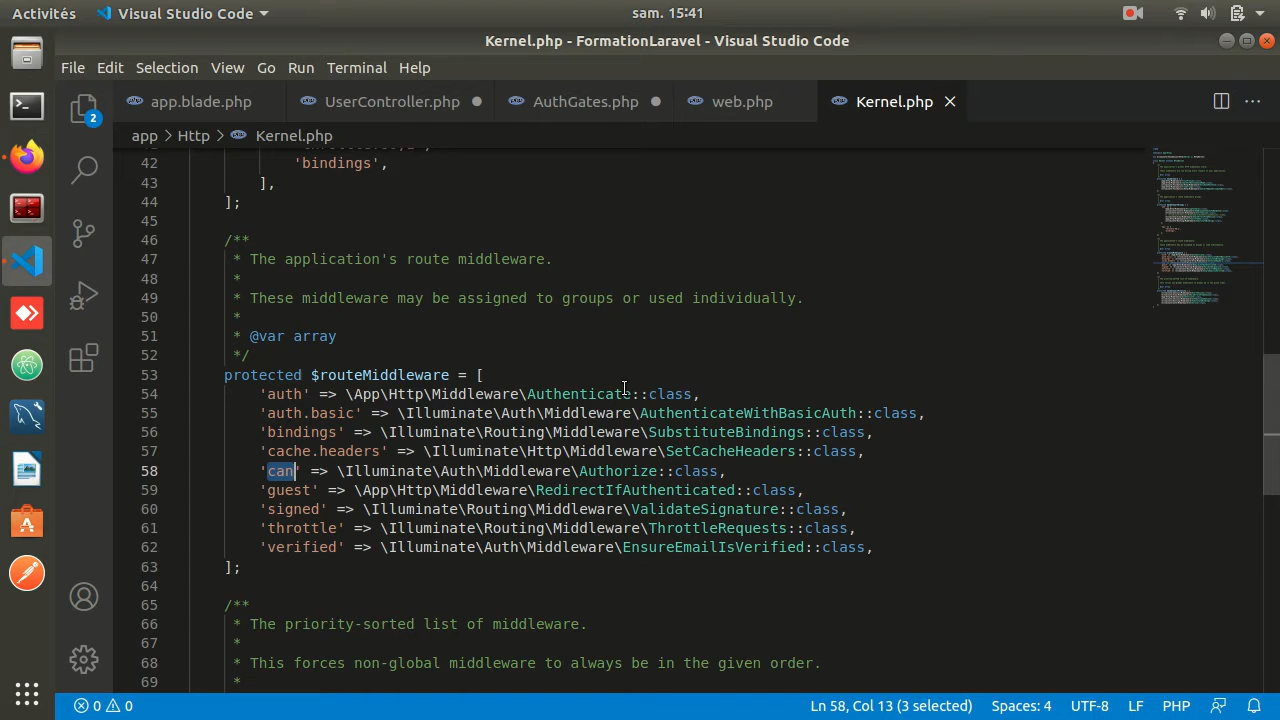 Activités Visual Studio Code sam. 15:41
Kernel.php - FormationLaravel - Visual Studio Code
File Edit Selection View Go Run Terminal Help
app.blade.php UserController.php AuthGates.php web.php Kernel.php
app > Http > Kernel.php
2
42 'bindings',
43 ],
44 ];
45
46 /**
47 * The application's route middleware.
48 *
49 * These middleware may be assigned to groups or used individually.
50 *
51 * @var array
52 */
53 protected $routeMiddleware = [
54 'auth' => \App\Http\Middleware\Authenticate::class,
55 'auth.basic' => \Illuminate\Auth\Middleware\AuthenticateWithBasicAuth::class,
56 'bindings' => \Illuminate\Routing\Middleware\SubstituteBindings::class,
57 'cache.headers' => \Illuminate\Http\Middleware\SetCacheHeaders::class,
58 'can' => \Illuminate\Auth\Middleware\Authorize::class,
59 'guest' => \App\Http\Middleware\RedirectIfAuthenticated::class,
60 'signed' => \Illuminate\Routing\Middleware\ValidateSignature::class,
61 'throttle' => \Illuminate\Routing\Middleware\ThrottleRequests::class,
62 'verified' => \Illuminate\Auth\Middleware\EnsureEmailIsVerified::class,
63 ];
64
65 /**
66 * The priority-sorted list of middleware.
67 *
68 * This forces non-global middleware to always be in the given order.
69 *
0 0 Ln 58, Col 13 (3 selected) Spaces: 4 UTF-8 LF PHP